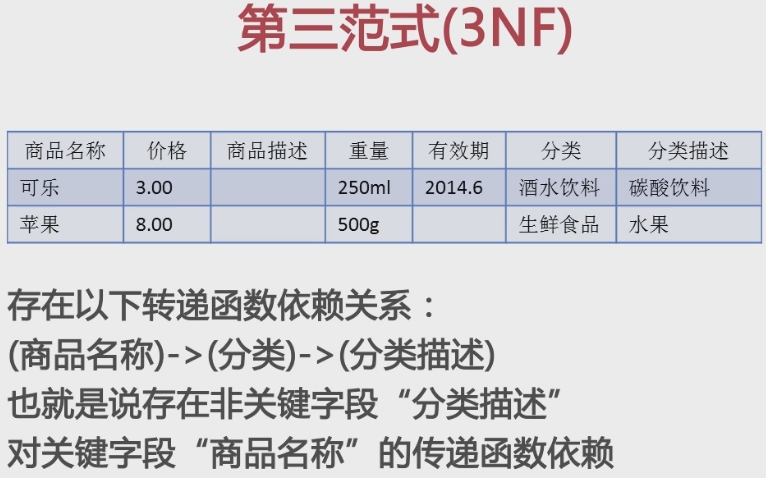 第三范式(3NF)
商品名称 价格 商品描述 重量 有效期 分类 分类描述
可乐 3.00 250ml 2014.6 酒水饮料 碳酸饮料
苹果 8.00 500g 生鲜食品 水果
存在以下转递函数依赖关系：
(商品名称)->(分类)->(分类描述)
也就是说存在非关键字段“分类描述”
对关键字段“商品名称”的传递函数依赖